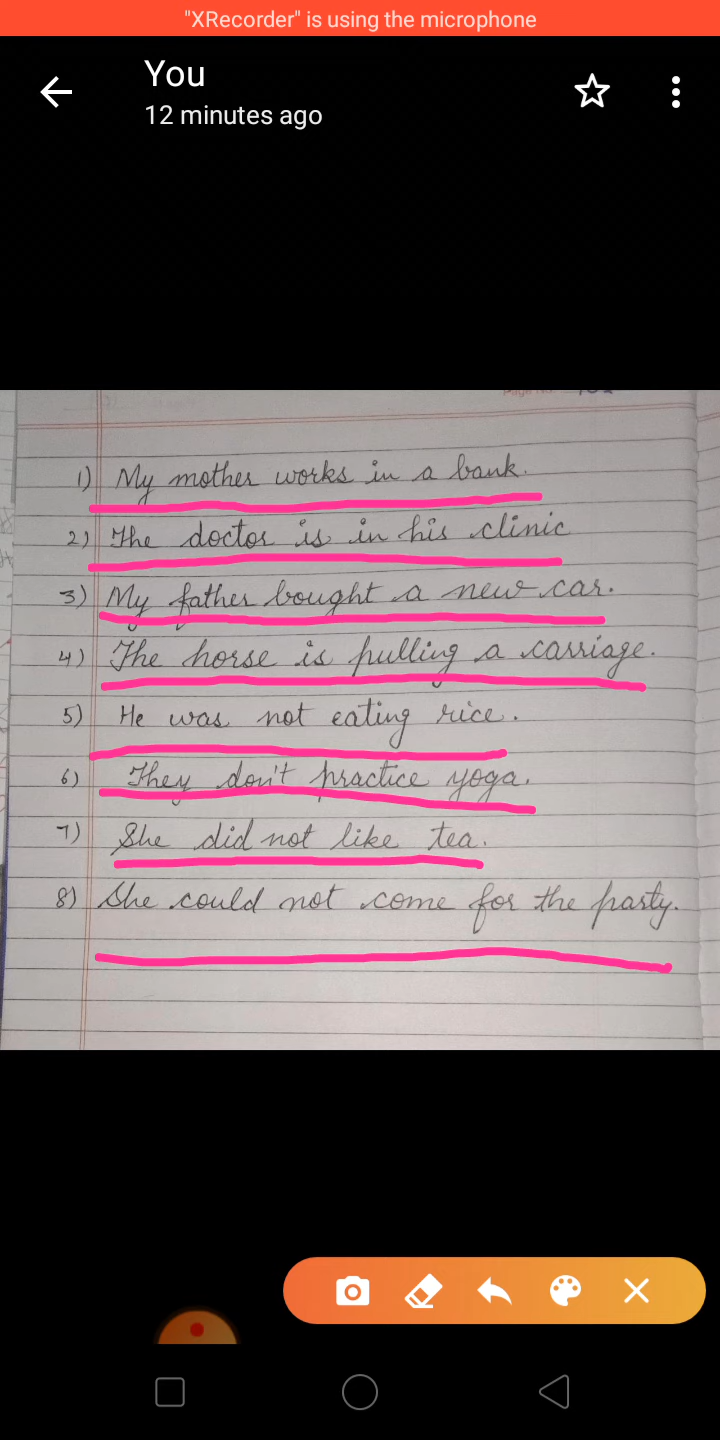 "XRecorder" is using the microphone
You
12 minutes ago
1) My mother works in a bank.
2) The doctor is in his clinic
3) My father bought a new car.
4) The horse is pulling a carriage.
5) He was not eating rice.
6) They don't practice yoga.
7) She did not like tea.
8) She could not come for the party.